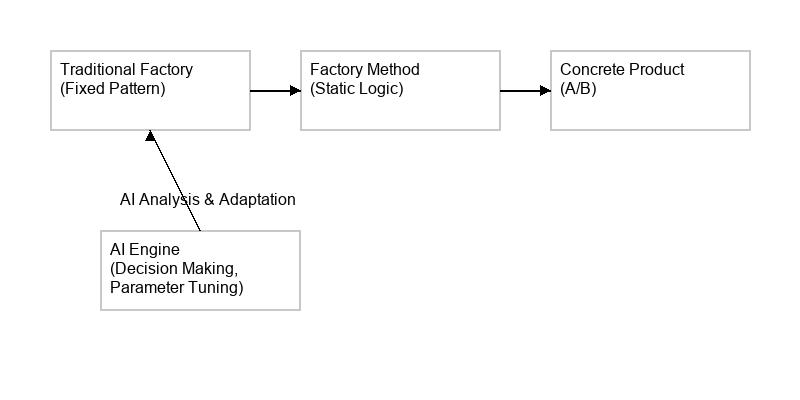 Traditional Factory
(Fixed Pattern)
Factory Method
(Static Logic)
Concrete Product
(A/B)
AI Analysis & Adaptation
AI Engine
(Decision Making,
Parameter Tuning)